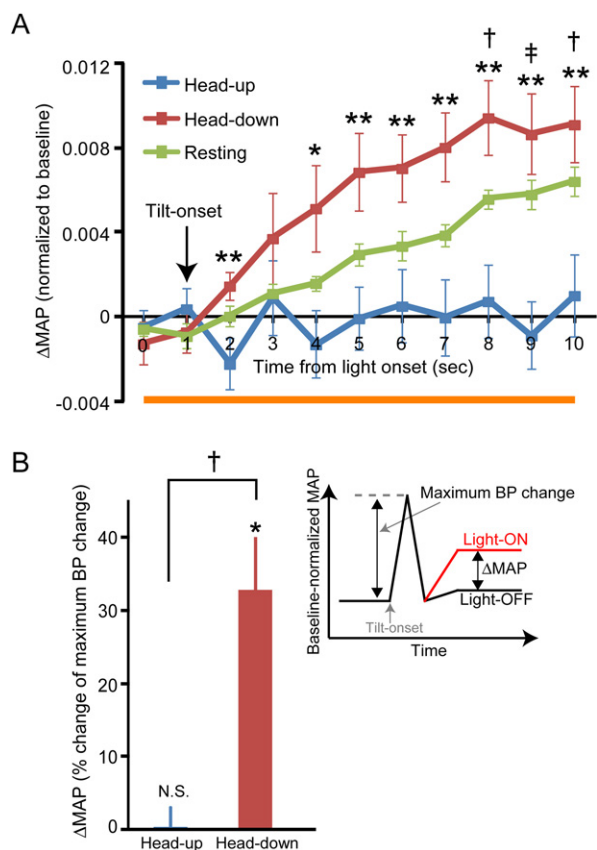 A
ΔMAP (normalized to baseline)
0.012
0.008
0.004
0
-0.004
Head-up
Head-down
Resting
Tilt-onset
** * ** ** ** † ** ‡ ** † **
0 1 2 3 4 5 6 7 8 9 10
Time from light onset (sec)
B
ΔMAP (% change of maximum BP change)
40
30
20
10
0
†
*
N.S.
Head-up Head-down
Baseline-normalized MAP
Maximum BP change
Light-ON
ΔMAP
Light-OFF
Tilt-onset
Time